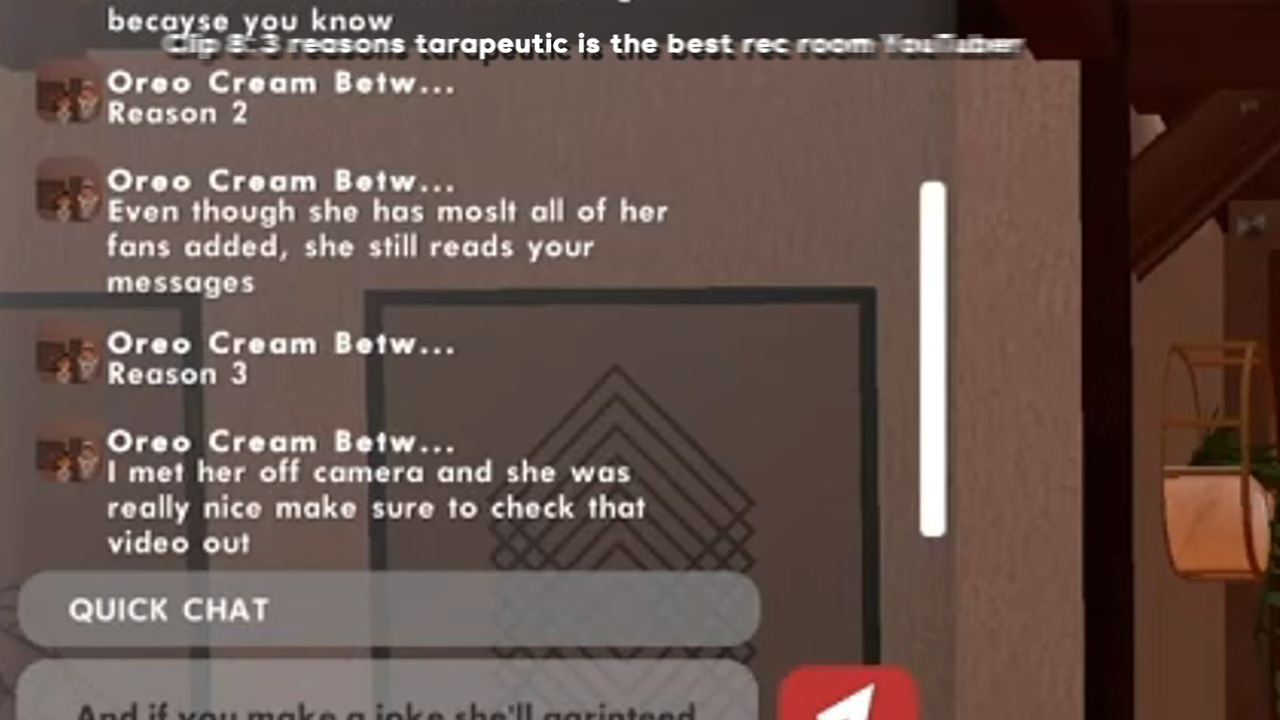 becayse you know
Clip 8: 3 reasons tarapeutic is the best rec room YouTuber
Oreo Cream Betw...
Reason 2
Oreo Cream Betw...
Even though she has moslt all of her
fans added, she still reads your
messages
Oreo Cream Betw...
Reason 3
Oreo Cream Betw...
I met her off camera and she was
really nice make sure to check that
video out
QUICK CHAT
And if you make a joke she'll garinteed